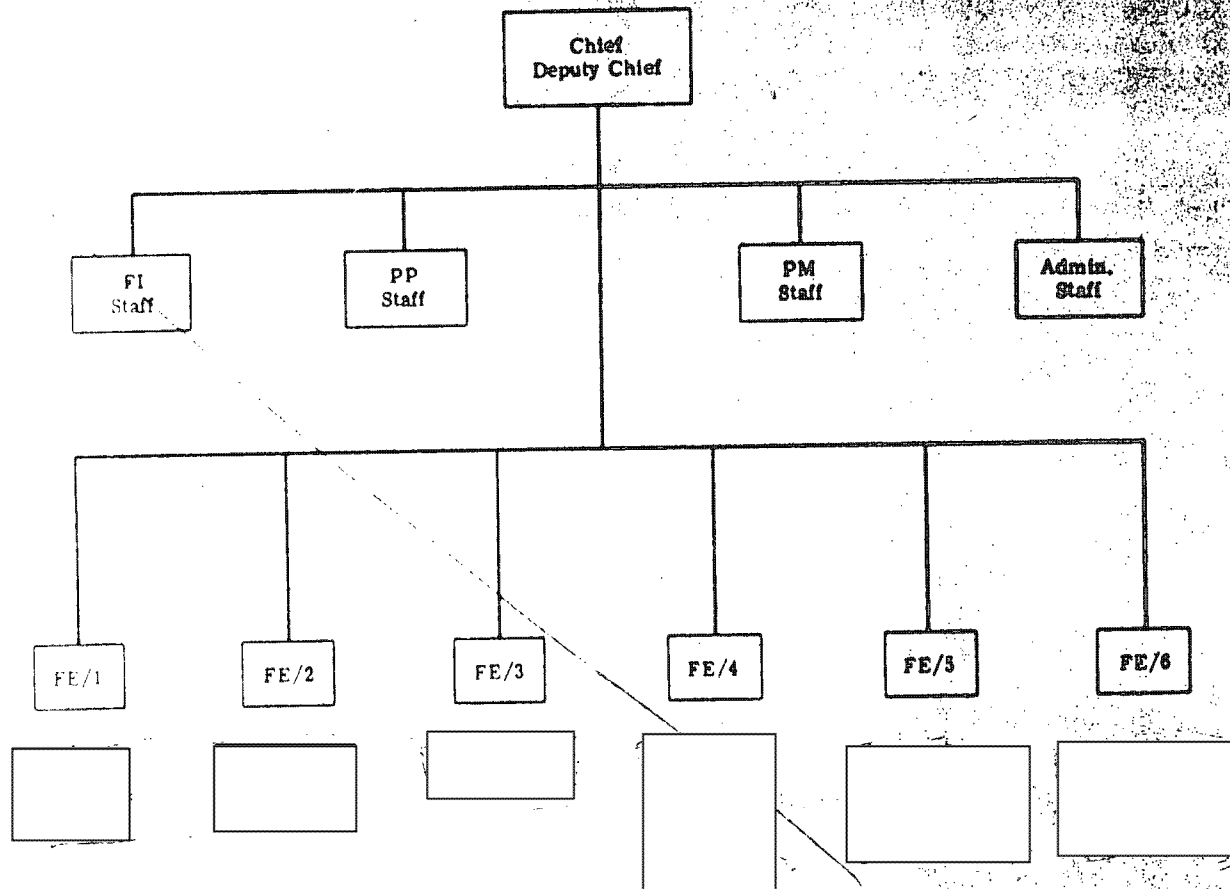 Chief
Deputy Chief
FI
Staff
PP
Staff
PM
Staff
Admin.
Staff
FE/1
FE/2
FE/3
FE/4
FE/5
FE/6